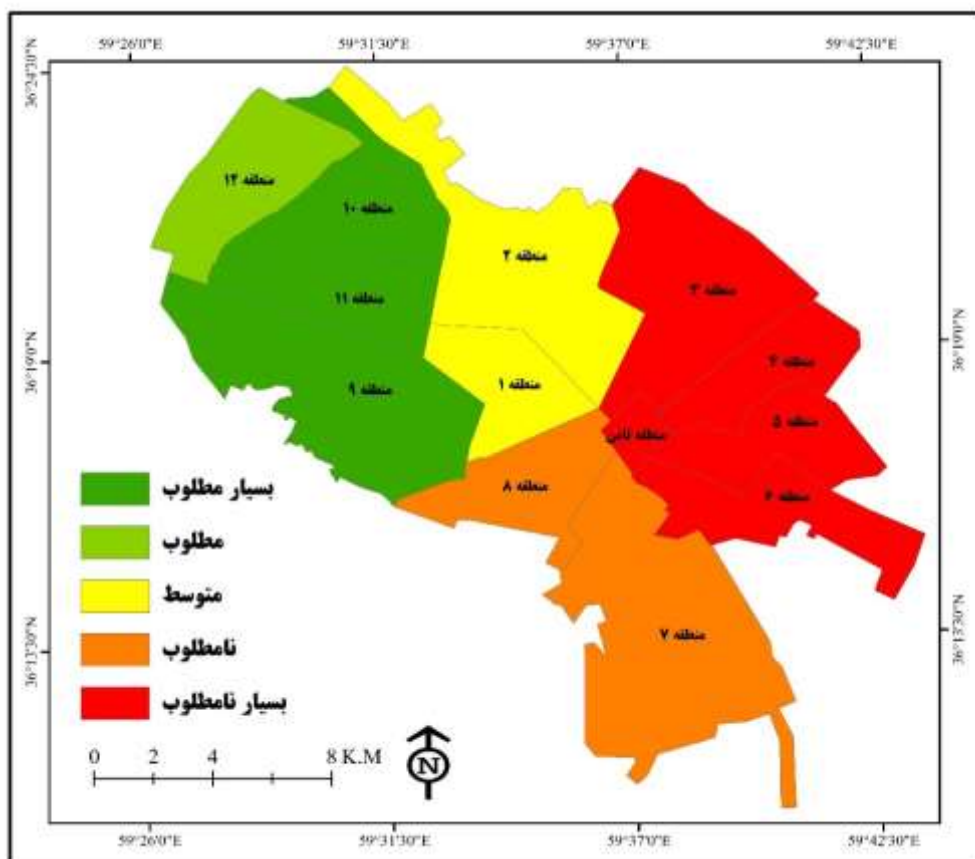 59°26'0"E 59°31'30"E 59°37'0"E 59°42'30"E
36°24'30"N
36°19'0"N
36°13'30"N
36°19'0"N
36°13'30"N
منطقه ۱۲
منطقه ۱۰
منطقه ۲
منطقه ۳
منطقه ۱۱
منطقه ۴
منطقه ۱
منطقه ۹
منطقه ۵
منطقه ثامن
منطقه ۸
منطقه ۶
منطقه ۷
بسیار مطلوب
مطلوب
متوسط
نامطلوب
بسیار نامطلوب
0 2 4 8 K.M
N
59°26'0"E 59°31'30"E 59°37'0"E 59°42'30"E